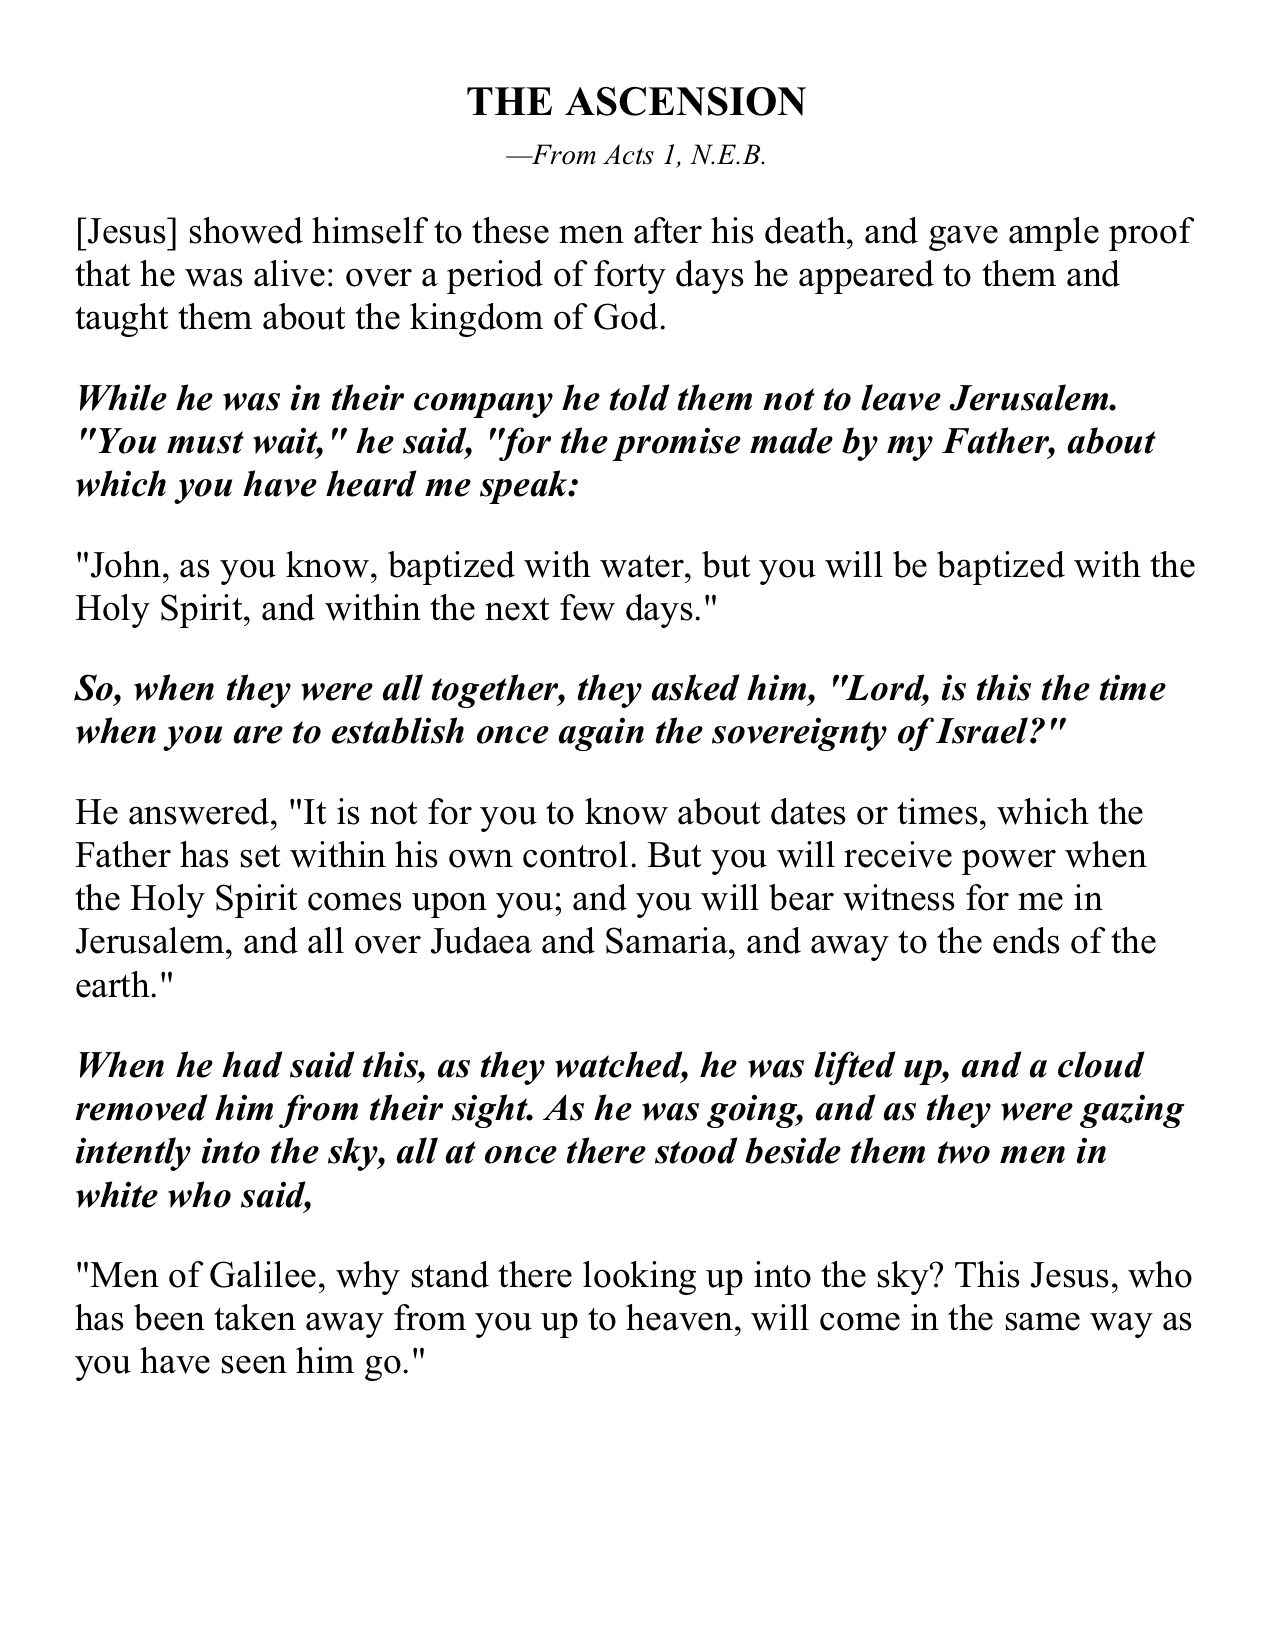 THE ASCENSION
—From Acts 1, N.E.B.
[Jesus] showed himself to these men after his death, and gave ample proof
that he was alive: over a period of forty days he appeared to them and
taught them about the kingdom of God.
While he was in their company he told them not to leave Jerusalem.
"You must wait," he said, "for the promise made by my Father, about
which you have heard me speak:
"John, as you know, baptized with water, but you will be baptized with the
Holy Spirit, and within the next few days."
So, when they were all together, they asked him, "Lord, is this the time
when you are to establish once again the sovereignty of Israel?"
He answered, "It is not for you to know about dates or times, which the
Father has set within his own control. But you will receive power when
the Holy Spirit comes upon you; and you will bear witness for me in
Jerusalem, and all over Judaea and Samaria, and away to the ends of the
earth."
When he had said this, as they watched, he was lifted up, and a cloud
removed him from their sight. As he was going, and as they were gazing
intently into the sky, all at once there stood beside them two men in
white who said,
"Men of Galilee, why stand there looking up into the sky? This Jesus, who
has been taken away from you up to heaven, will come in the same way as
you have seen him go."